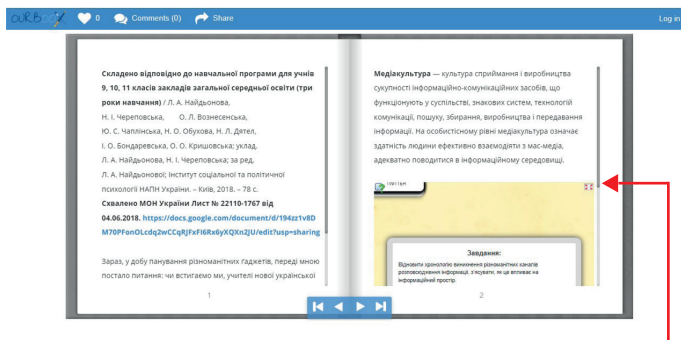 OURBOOX 0 Comments (0) Share Log in
Складено відповідно до навчальної програми для учнів
9, 10, 11 класів закладів загальної середньої освіти (три
роки навчання) / Л. А. Найдьонова,
Н. І. Череповська, О. Л. Вознесенська,
Ю. С. Чаплінська, Н. О. Обухова, Н. Л. Дятел,
І. О. Бондаревська, О. О. Кришовська; уклад.
Л. А. Найдьонова, Н. І. Череповська; за ред.
Л. А. Найдьонової; Інститут соціальної та політичної
психології НАПН України. – Київ, 2018. – 78 с.
Схвалено МОН України Лист № 22110-1767 від
04.06.2018. https://docs.google.com/document/d/194zz1v8D
M70PFonOLcdq2wCCqRJFxFI6Rx6yXQXn2JU/edit?usp=sharing
Зараз, у добу панування різноманітних ґаджетів, переді мною
постало питання: чи встигаємо ми, учителі нової української
1
Медіакультура — культура сприймання і виробництва
сукупності інформаційно-комунікаційних засобів, що
функціонують у суспільстві, знакових систем, технологій
комунікації, пошуку, збирання, виробництва і передавання
інформації. На особистісному рівні медіакультура означає
здатність людини ефективно взаємодіяти з мас-медіа,
адекватно поводитися в інформаційному середовищі.
ТWITTER
Завдання:
Відновити хронологію виникнення різноманітних каналів
розповсюдження інформації, з'ясувати, як це впливає на
інформаційний простір.
2